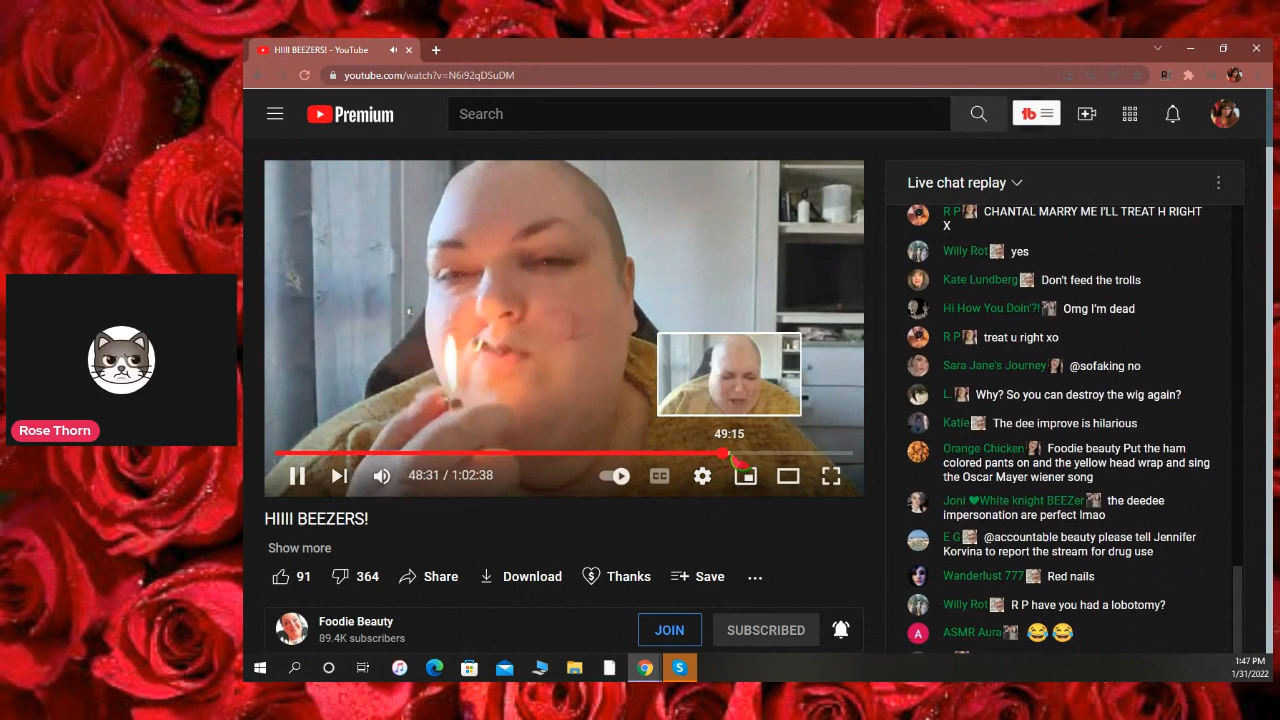 HIIII BEEZERS! - YouTube
youtube.com/watch?v=N6i92qDSuDM
Premium
Search
Live chat replay
R P CHANTAL MARRY ME I'LL TREAT H RIGHT
X
Willy Rot yes
Kate Lundberg Don't feed the trolls
Hi How You Doin'?! Omg I'm dead
R P treat u right xo
Sara Jane's Journey @sofaking no
L. Why? So you can destroy the wig again?
Katie The dee improve is hilarious
Orange Chicken Foodie beauty Put the ham
colored pants on and the yellow head wrap and sing
the Oscar Mayer wiener song
Joni ♥White knight BEEZer the deedee
impersonation are perfect lmao
E G @accountable beauty please tell Jennifer
Korvina to report the stream for drug use
Wanderlust 777 Red nails
Willy Rot R P have you had a lobotomy?
A ASMR Aura 😂😂
Rose Thorn
49:15
48:31 / 1:02:38
CC
HIIII BEEZERS!
Show more
91 364 Share Download Thanks Save ...
Foodie Beauty
89.4K subscribers
JOIN SUBSCRIBED
1:47 PM
1/31/2022